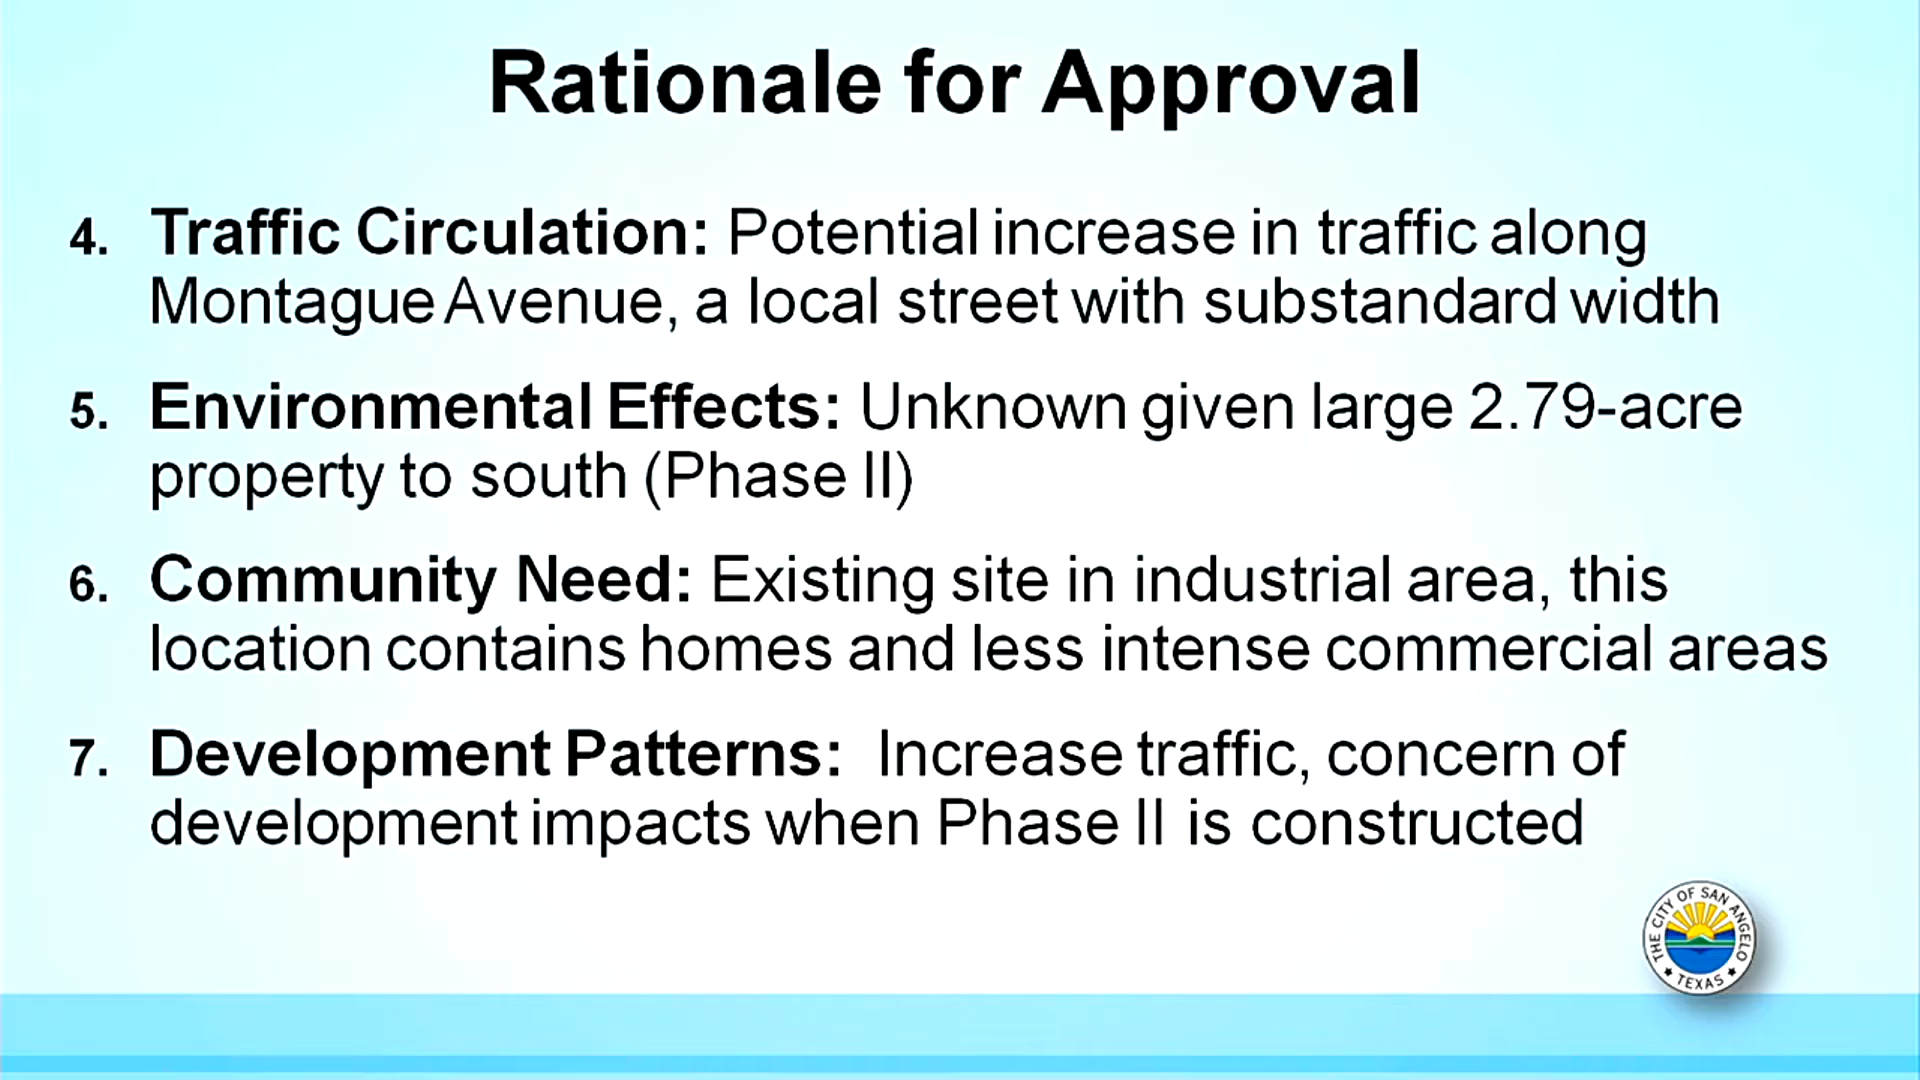 Rationale for Approval
4. Traffic Circulation: Potential increase in traffic along
Montague Avenue, a local street with substandard width
5. Environmental Effects: Unknown given large 2.79-acre
property to south (Phase II)
6. Community Need: Existing site in industrial area, this
location contains homes and less intense commercial areas
7. Development Patterns: Increase traffic, concern of
development impacts when Phase II is constructed
THE CITY OF SAN ANGELO
TEXAS